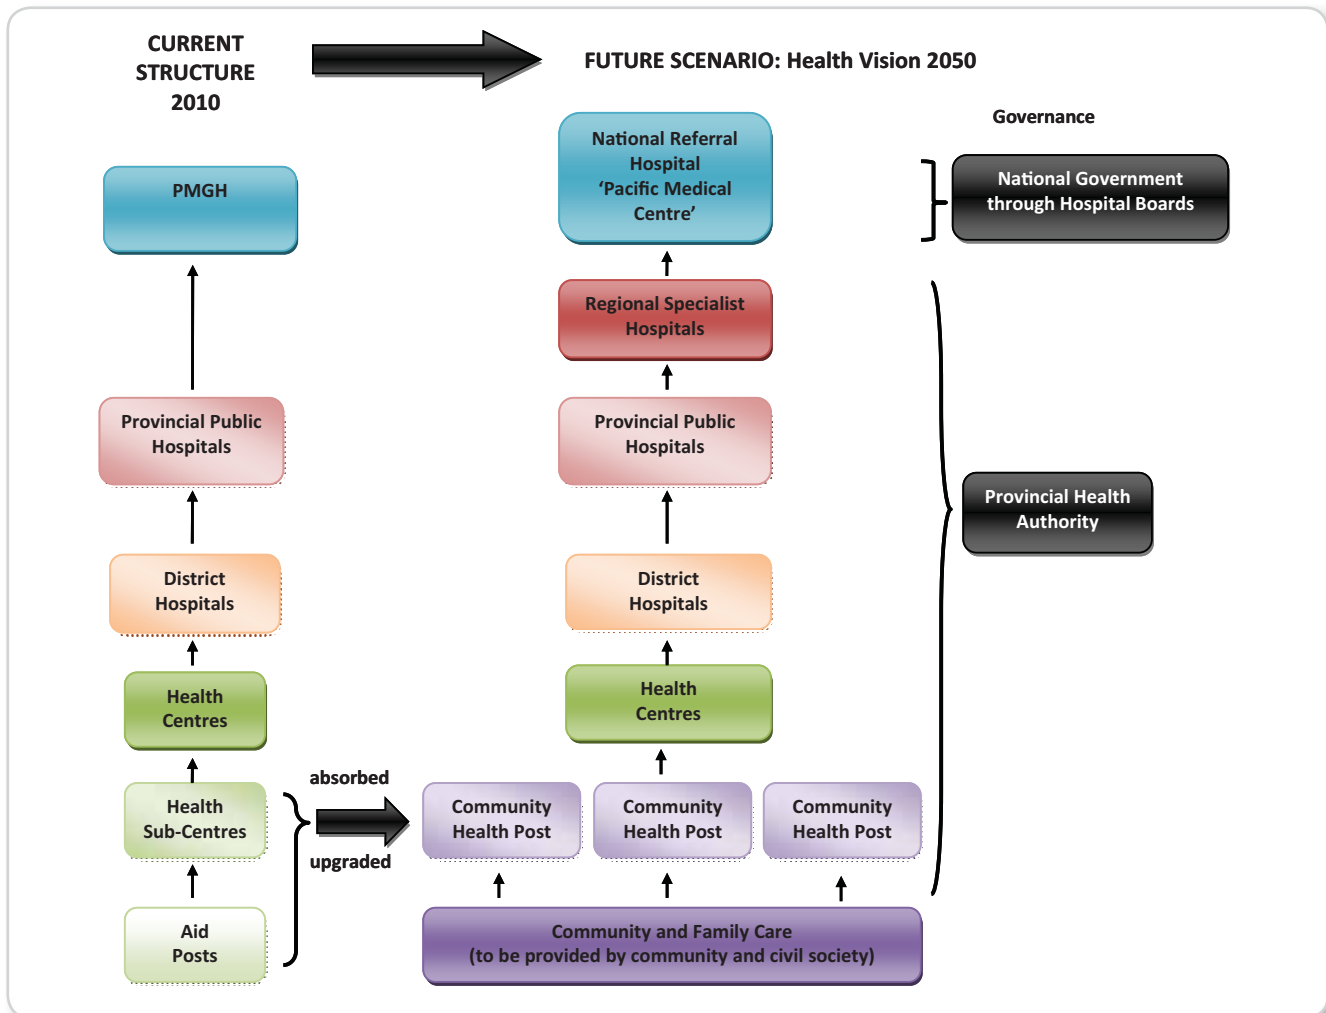 CURRENT
STRUCTURE
2010
FUTURE SCENARIO: Health Vision 2050
Governance
PMGH
Provincial Public
Hospitals
District
Hospitals
Health
Centres
Health
Sub-Centres
Aid
Posts
absorbed
upgraded
National Referral
Hospital
‘Pacific Medical
Centre’
Regional Specialist
Hospitals
Provincial Public
Hospitals
District
Hospitals
Health
Centres
Community
Health Post
Community
Health Post
Community
Health Post
Community and Family Care
(to be provided by community and civil society)
National Government
through Hospital Boards
Provincial Health
Authority